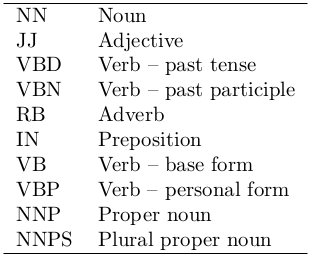 NN Noun
JJ Adjective
VBD Verb – past tense
VBN Verb – past participle
RB Adverb
IN Preposition
VB Verb – base form
VBP Verb – personal form
NNP Proper noun
NNPS Plural proper noun